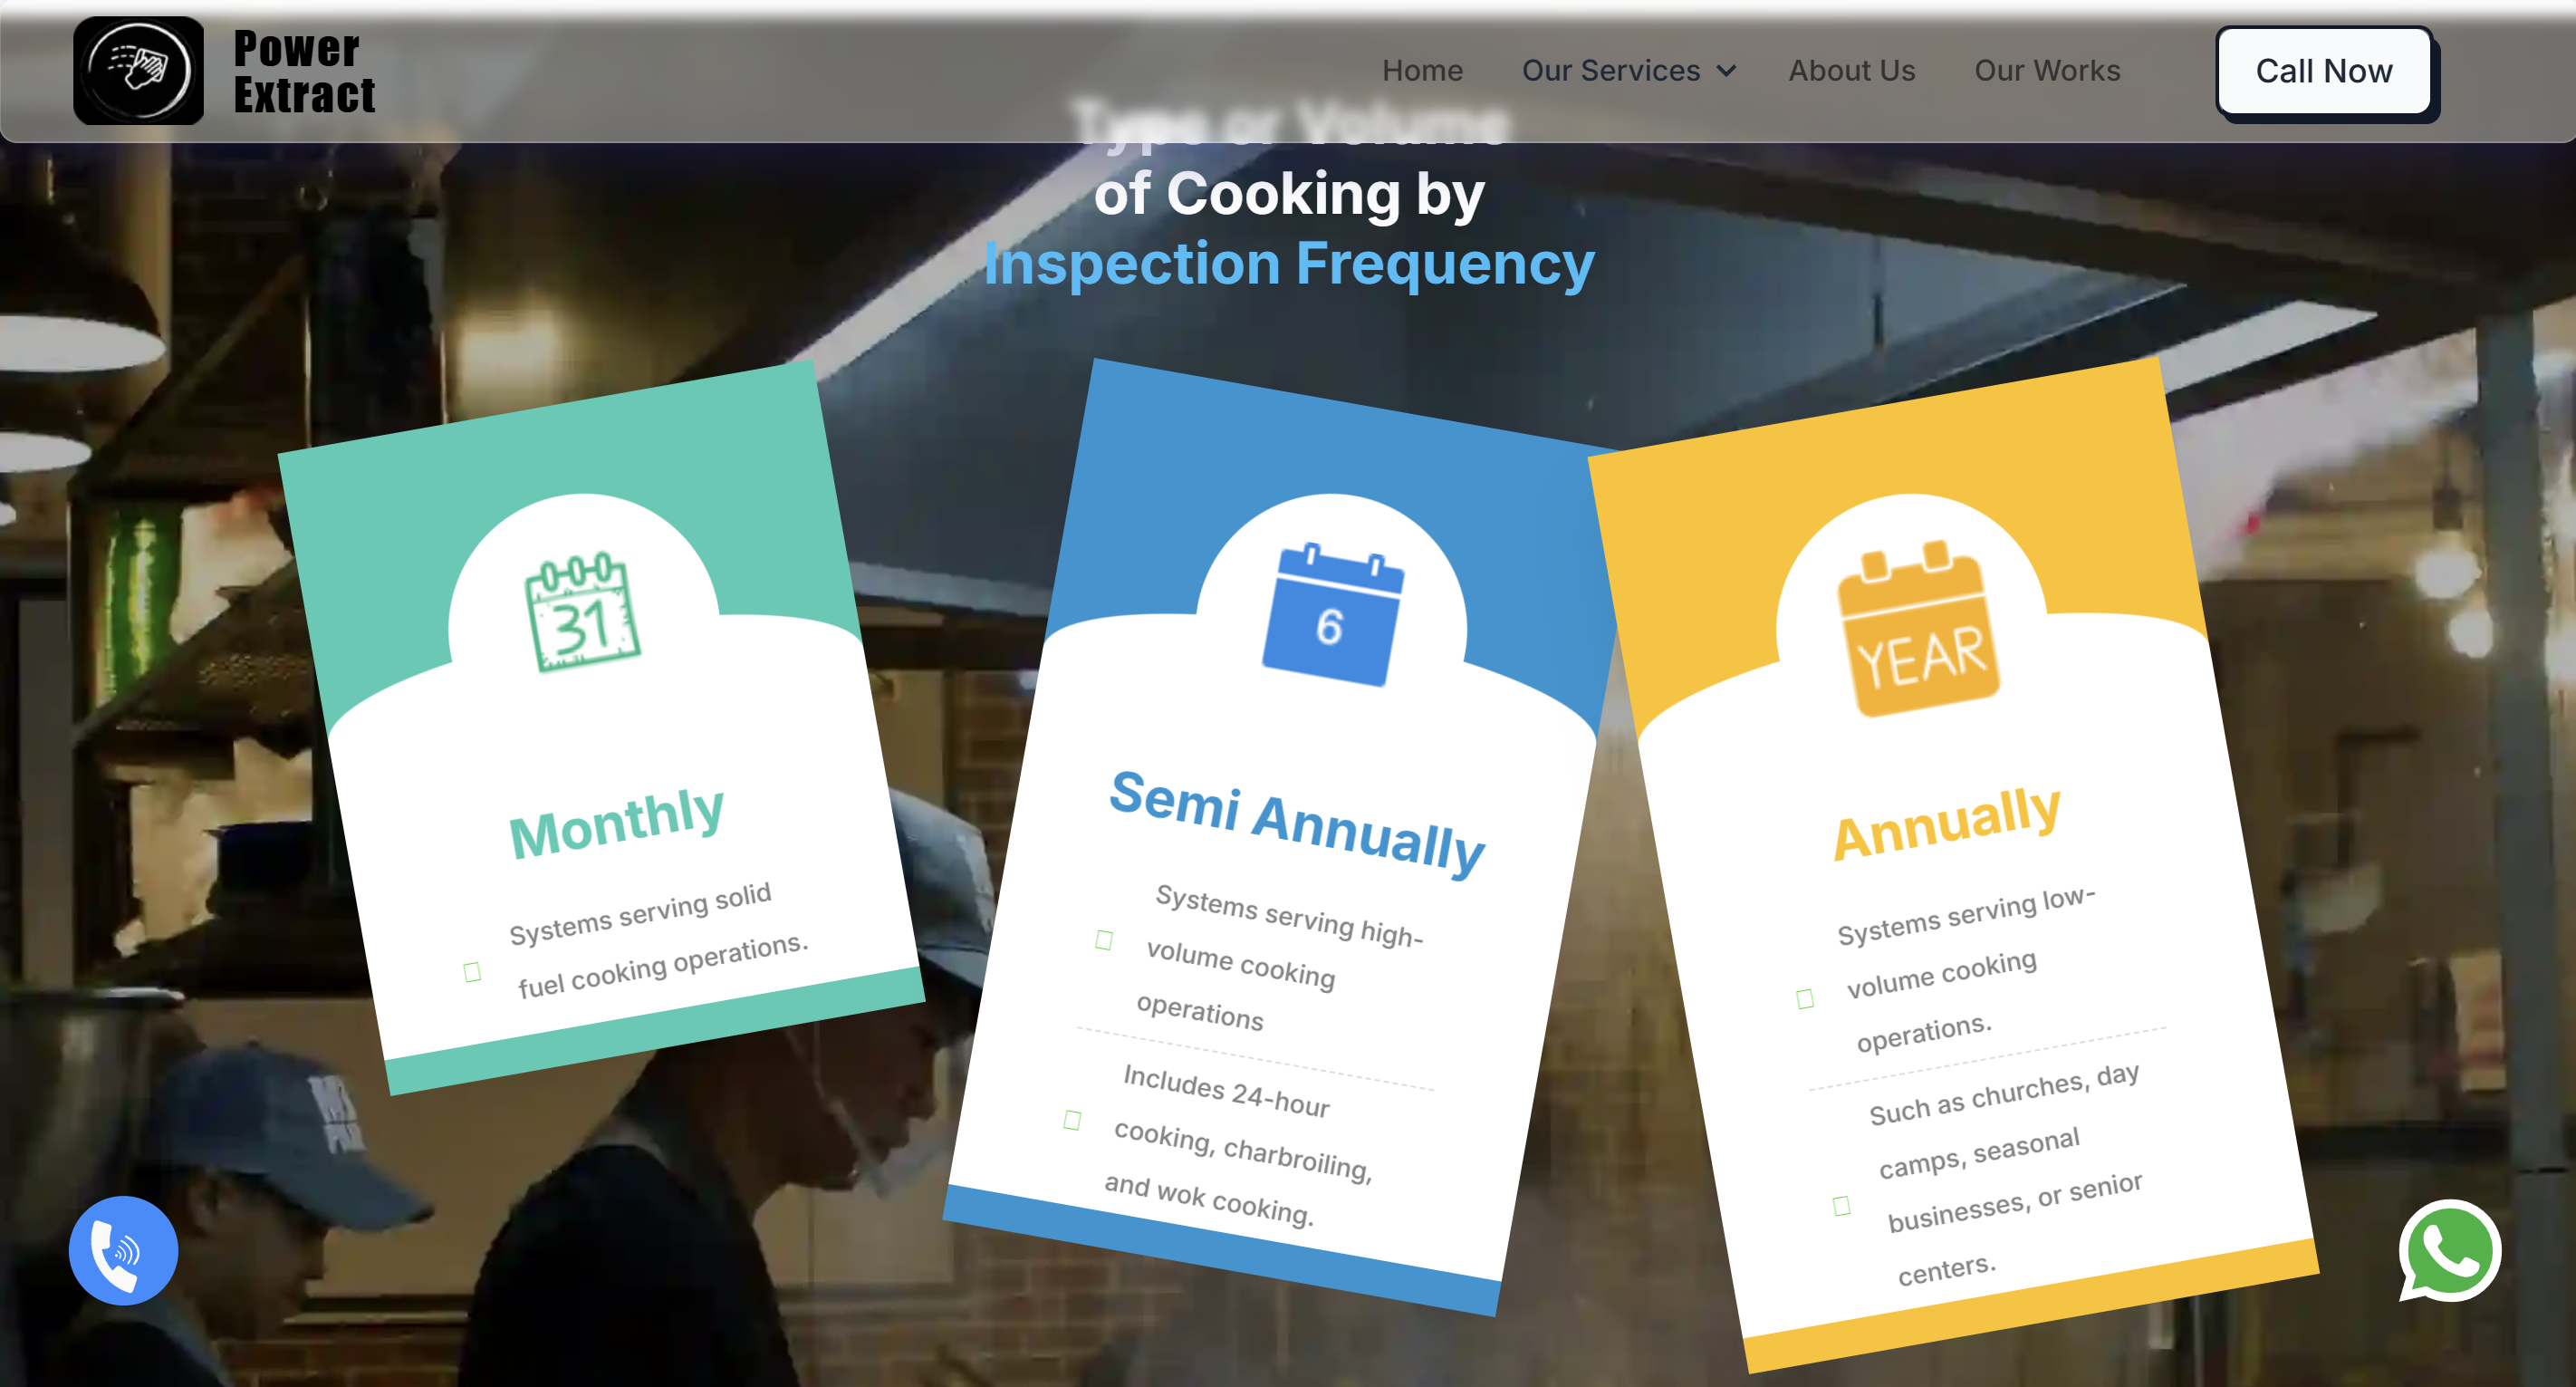 Power
Extract
Home
Our Services
About Us
Our Works
Call Now
Type or Volume
of Cooking by
Inspection Frequency
31
Monthly
Systems serving solid
fuel cooking operations.
6
Semi Annually
Systems serving high-
volume cooking
operations
Includes 24-hour
cooking, charbroiling,
and wok cooking.
YEAR
Annually
Systems serving low-
volume cooking
operations.
Such as churches, day
camps, seasonal
businesses, or senior
centers.